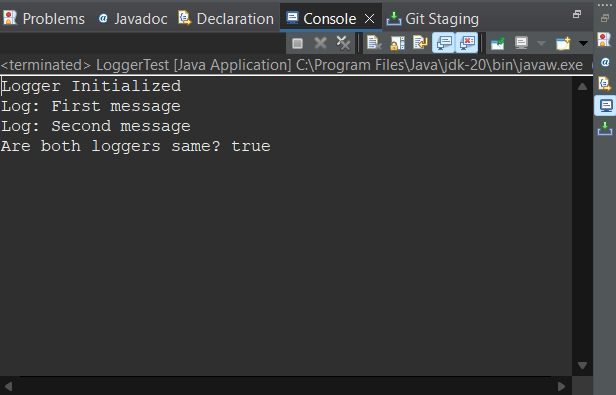 Problems @ Javadoc Declaration Console Git Staging
<terminated> LoggerTest [Java Application] C:\Program Files\Java\jdk-20\bin\javaw.exe
Logger Initialized
Log: First message
Log: Second message
Are both loggers same? true